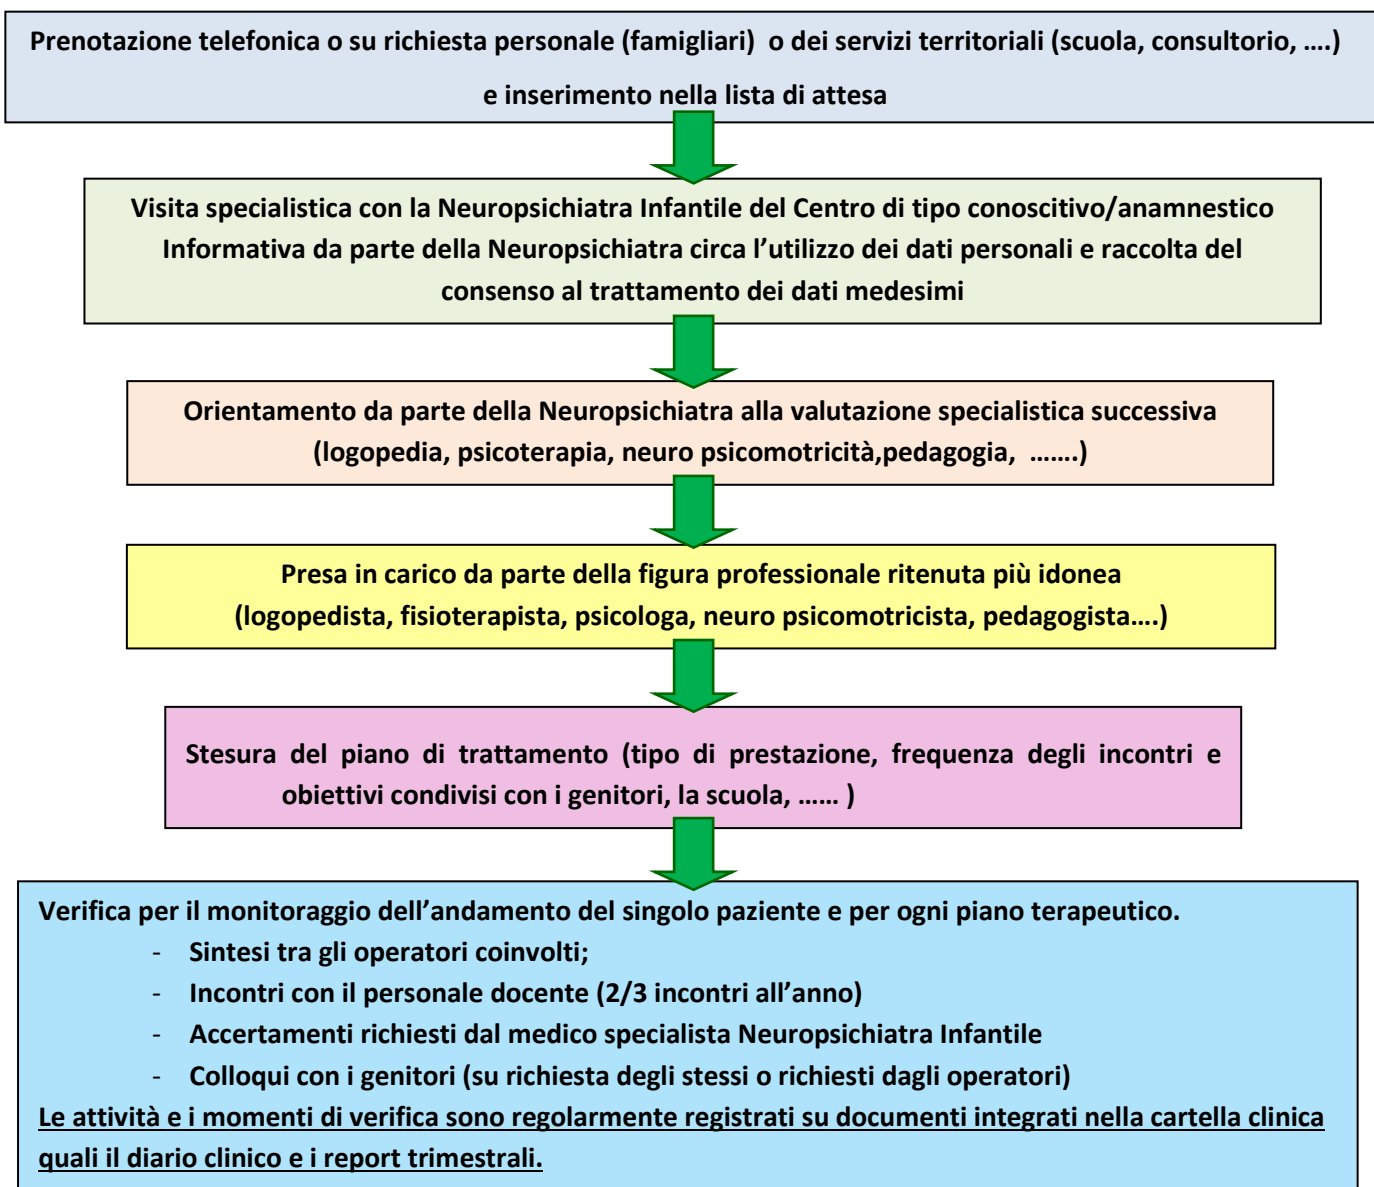 Prenotazione telefonica o su richiesta personale (famigliari) o dei servizi territoriali (scuola, consultorio, ….)
e inserimento nella lista di attesa
Visita specialistica con la Neuropsichiatra Infantile del Centro di tipo conoscitivo/anamnestico
Informativa da parte della Neuropsichiatra circa l’utilizzo dei dati personali e raccolta del
consenso al trattamento dei dati medesimi
Orientamento da parte della Neuropsichiatra alla valutazione specialistica successiva
(logopedia, psicoterapia, neuro psicomotricità,pedagogia, …….)
Presa in carico da parte della figura professionale ritenuta più idonea
(logopedista, fisioterapista, psicologa, neuro psicomotricista, pedagogista….)
Stesura del piano di trattamento (tipo di prestazione, frequenza degli incontri e
obiettivi condivisi con i genitori, la scuola, …… )
Verifica per il monitoraggio dell’andamento del singolo paziente e per ogni piano terapeutico.
- Sintesi tra gli operatori coinvolti;
- Incontri con il personale docente (2/3 incontri all’anno)
- Accertamenti richiesti dal medico specialista Neuropsichiatra Infantile
- Colloqui con i genitori (su richiesta degli stessi o richiesti dagli operatori)
Le attività e i momenti di verifica sono regolarmente registrati su documenti integrati nella cartella clinica
quali il diario clinico e i report trimestrali.